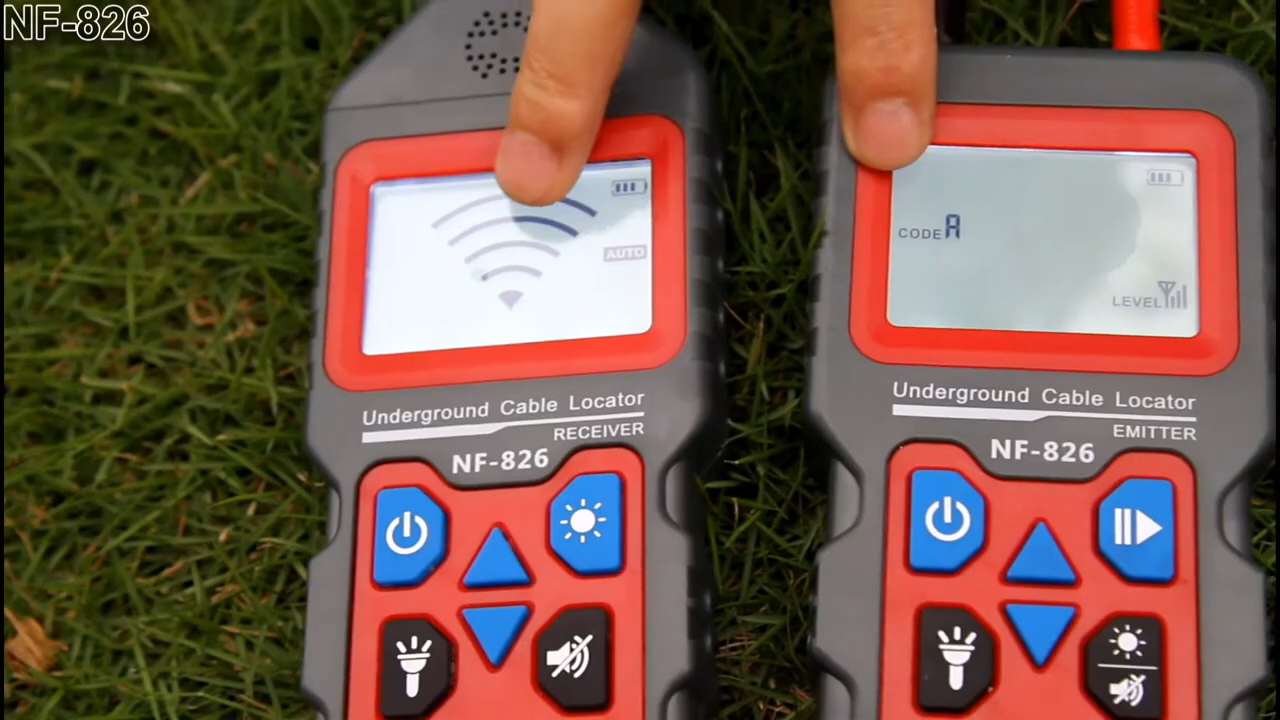 NF-826
AUTO
Underground Cable Locator
RECEIVER
NF-826
CODE A
LEVEL
Underground Cable Locator
EMITTER
NF-826